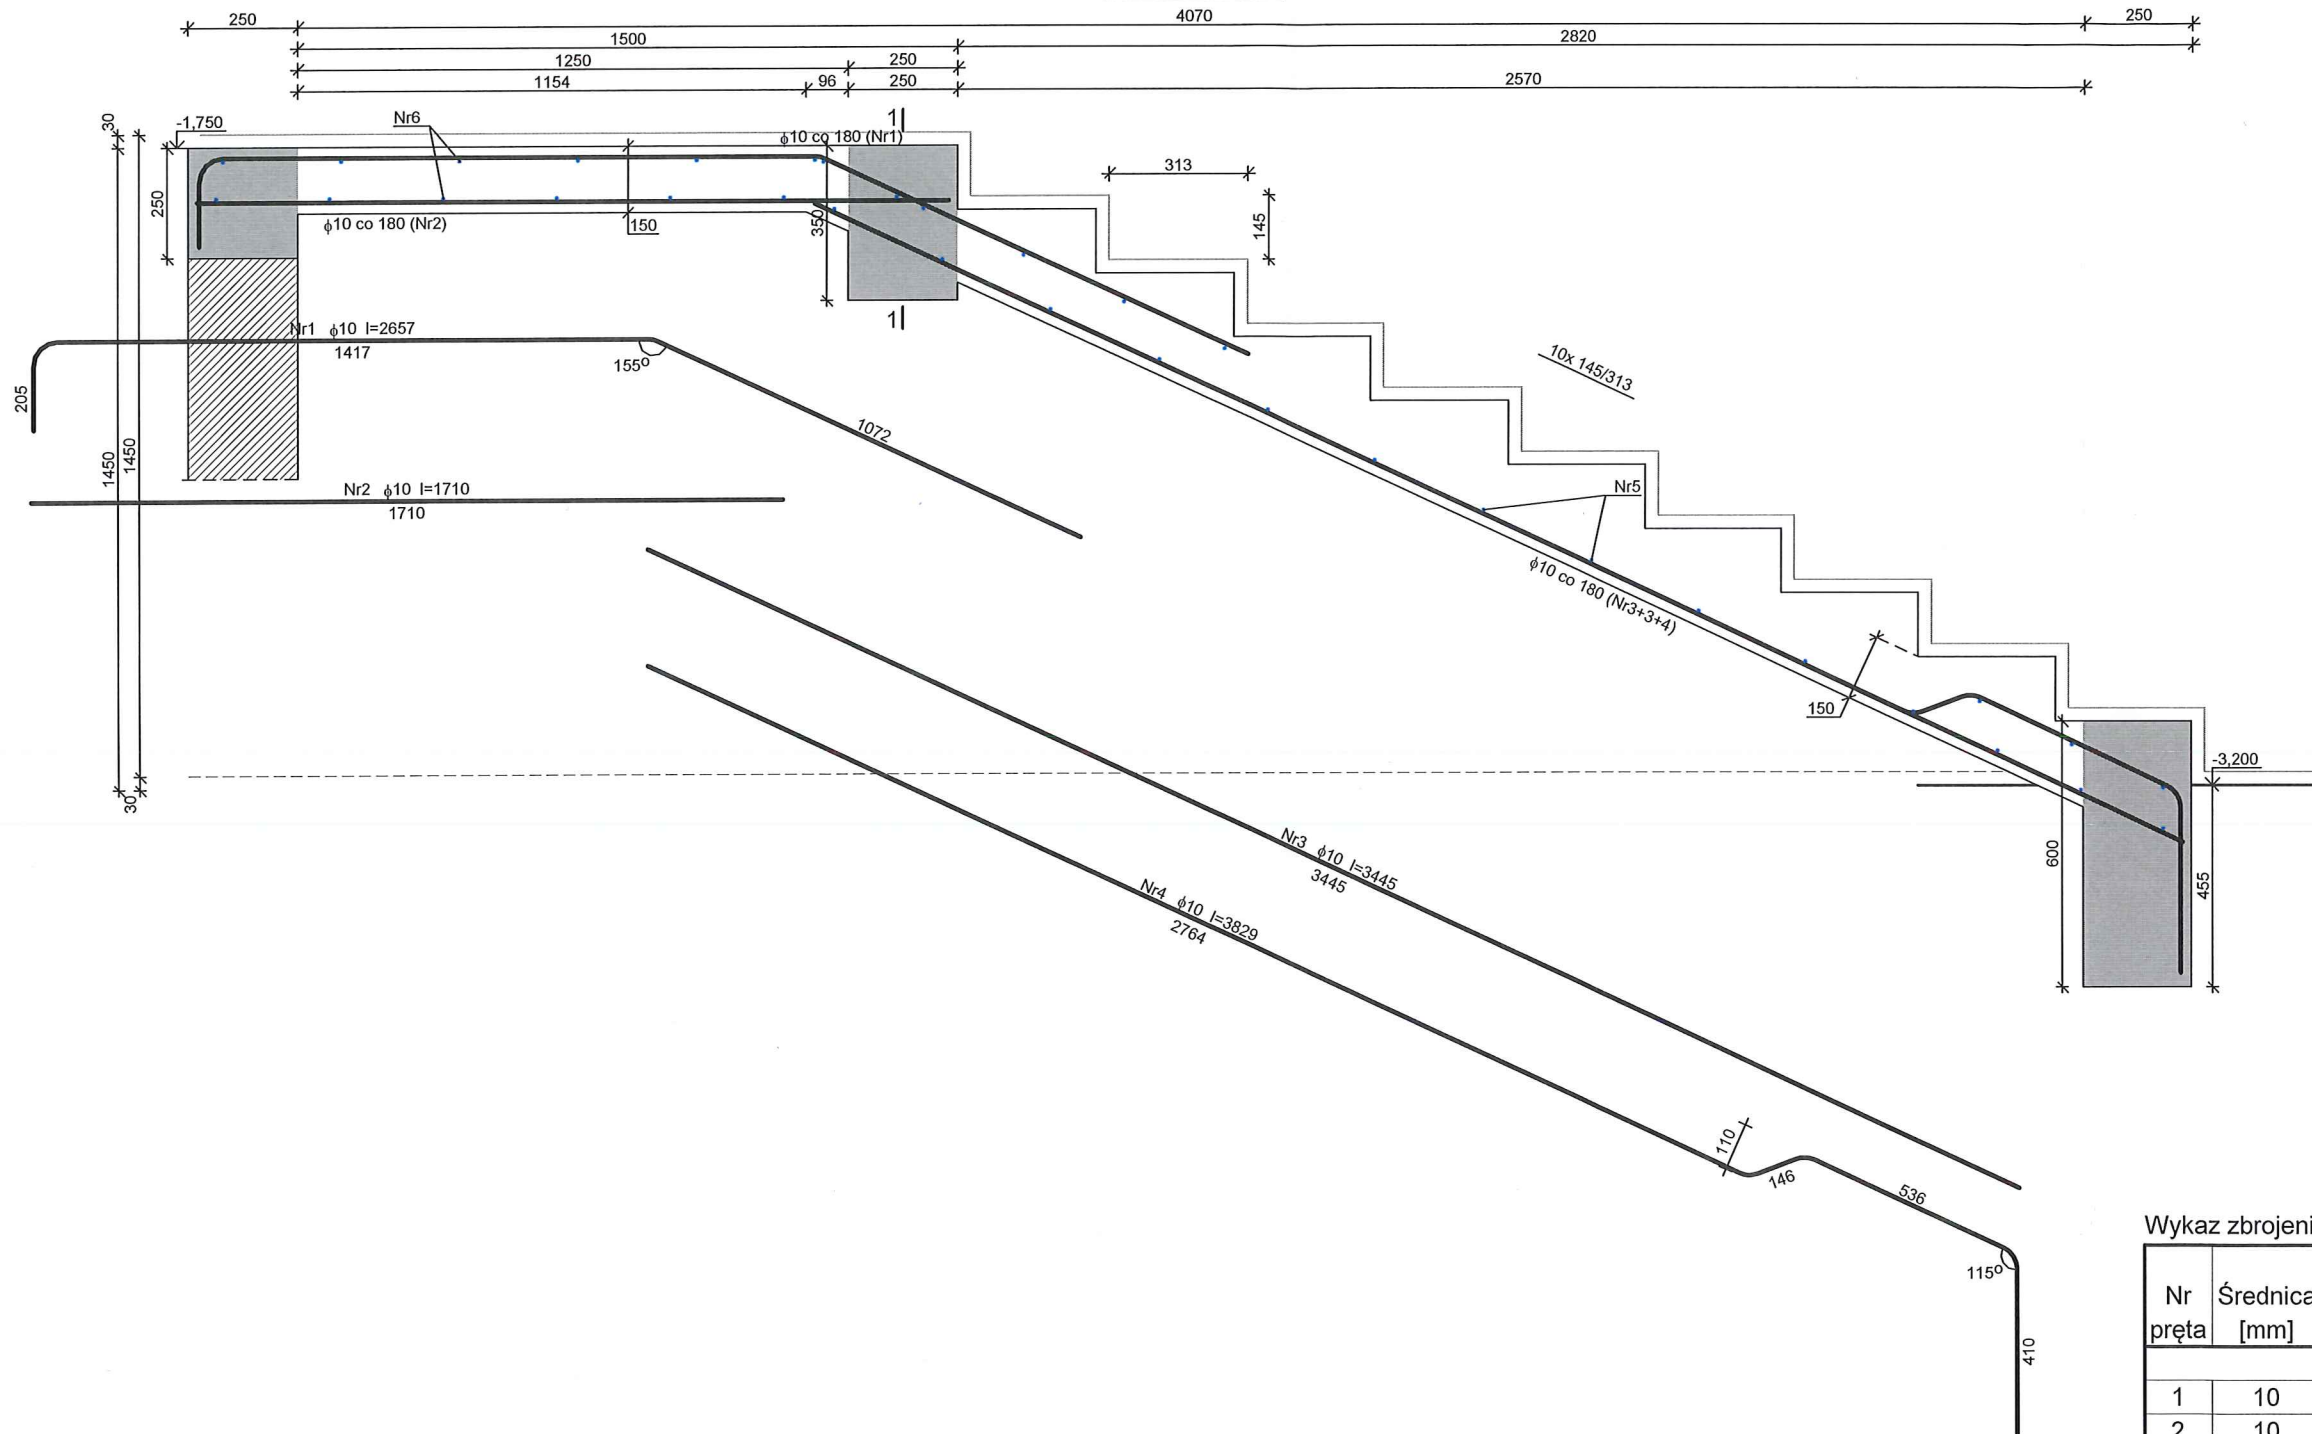 250
4070
250
1500
2820
1250
250
1154
96
250
2570
30
-1,750
Nr6
1
ϕ10 co 180 (Nr1)
313
250
ϕ10 co 180 (Nr2)
150
350
145
1
Nr1 ϕ10 l=2657
1417
155º
10x 145/313
205
1072
1450
1450
Nr2 ϕ10 l=1710
1710
Nr5
ϕ10 co 180 (Nr3+3+4)
150
-3,200
30
Nr3 ϕ10 l=3445
3445
600
455
Nr4 ϕ10 l=3829
2764
110
146
536
115º
410
Wykaz zbrojeni
Nr pręta
Średnica [mm]
1 10
2 10